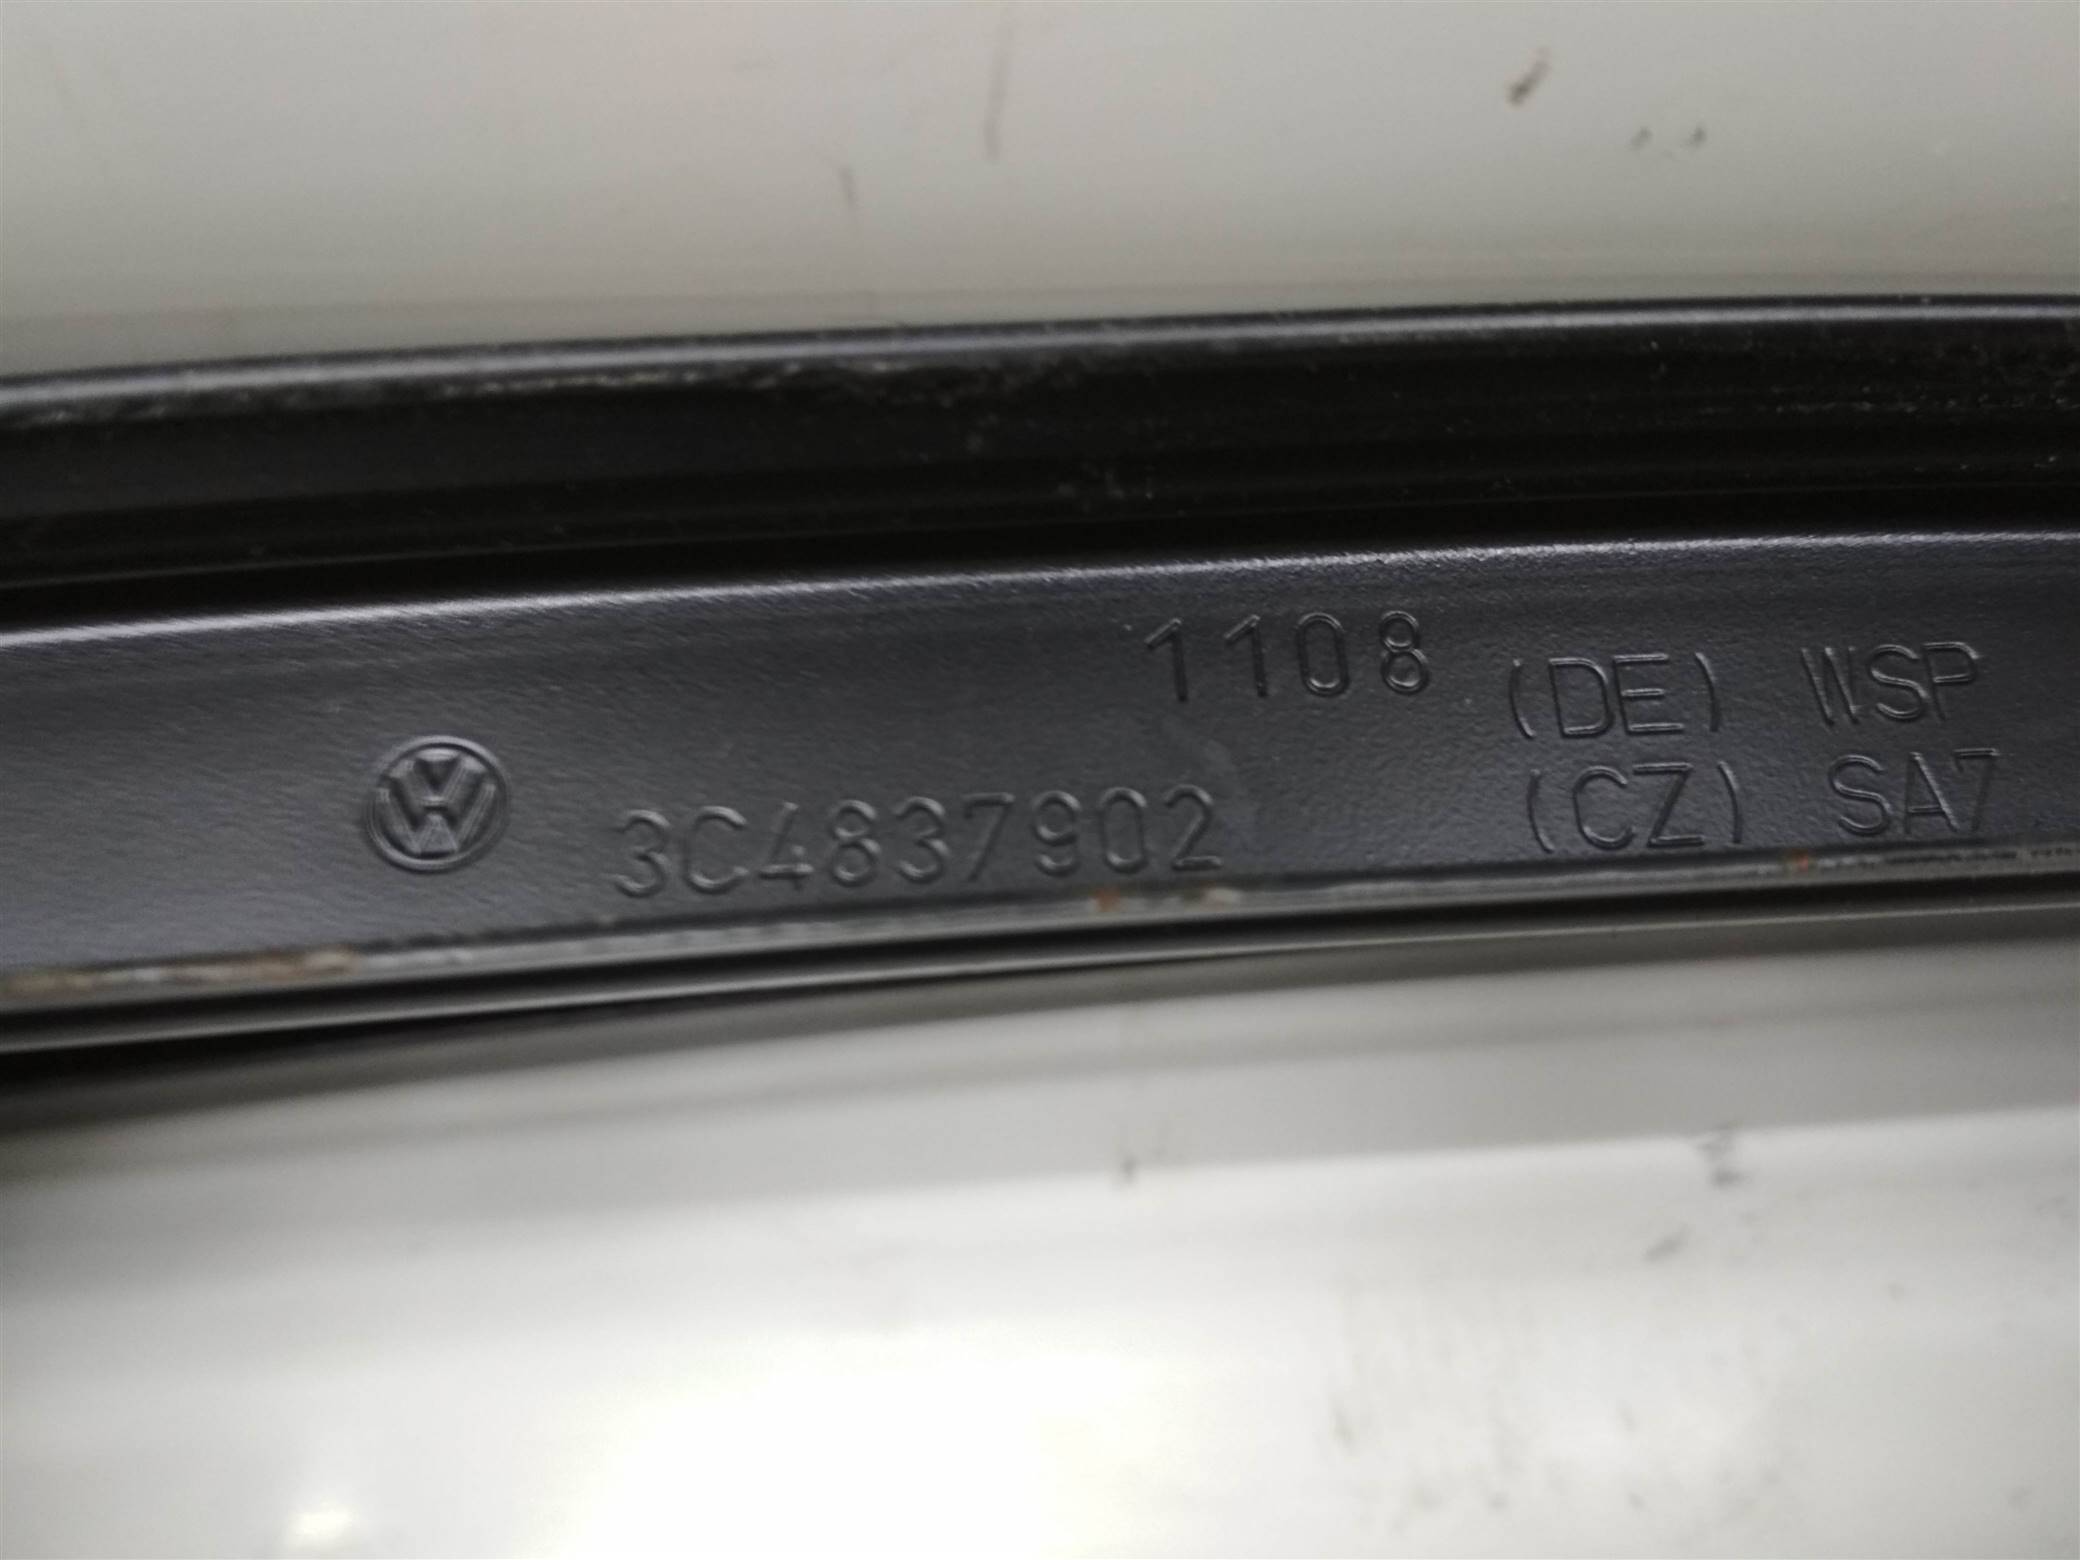 1108
(DE) WSP
3C4837902
(CZ) SA7